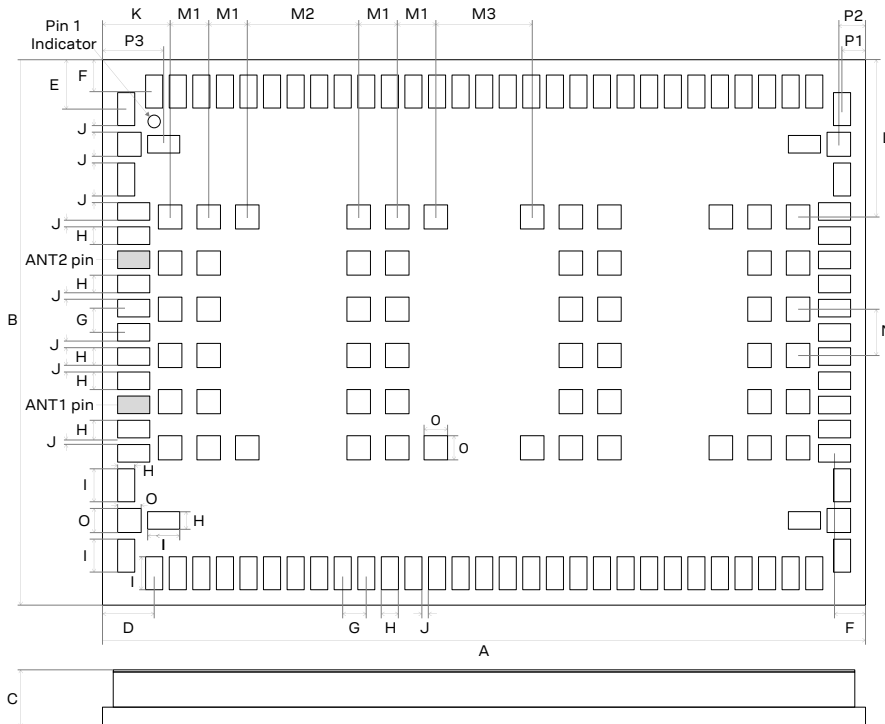 K M1 M1 M2 M1 M1 M3 P2
Pin 1
Indicator
P3 P1
F
E
J
J
J
J
H
ANT2 pin
H
J
G
B
J
H
J
H
ANT1 pin
H
J
O
O
H
I
O
O
H
I
I
I
D G H J F
A
C